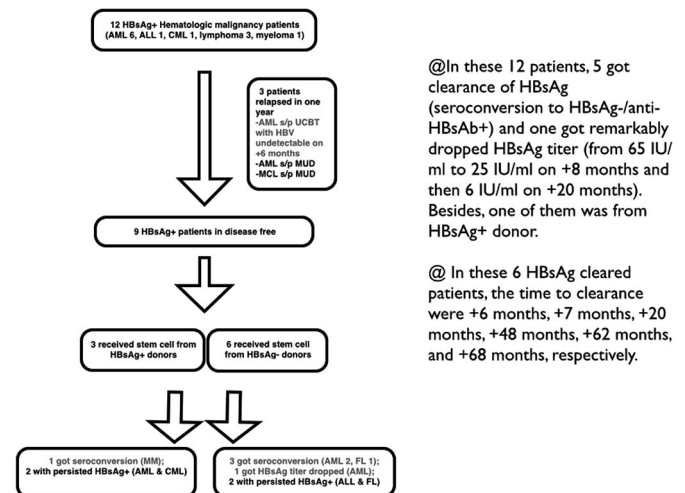 12 HBsAg+ Hematologic malignancy patients
(AML 6, ALL 1, CML 1, lymphoma 3, myeloma 1)
3 patients
relapsed in one
year
-AML s/p UCBT
with HBV
undetectable on
+6 months
-AML s/p MUD
-MCL s/p MUD
9 HBsAg+ patients in disease free
3 received stem cell from
HBsAg+ donors
6 received stem cell
from HBsAg- donors
1 got seroconversion (MM);
2 with persisted HBsAg+ (AML & CML)
3 got seroconversion (AML 2, FL 1);
1 got HBsAg titer dropped (AML);
2 with persisted HBsAg+ (ALL & FL)
@In these 12 patients, 5 got
clearance of HBsAg
(seroconversion to HBsAg-/anti-
HBsAb+) and one got remarkably
dropped HBsAg titer (from 65 IU/
ml to 25 IU/ml on +8 months and
then 6 IU/ml on +20 months).
Besides, one of them was from
HBsAg+ donor.
@ In these 6 HBsAg cleared
patients, the time to clearance
were +6 months, +7 months, +20
months, +48 months, +62 months,
and +68 months, respectively.